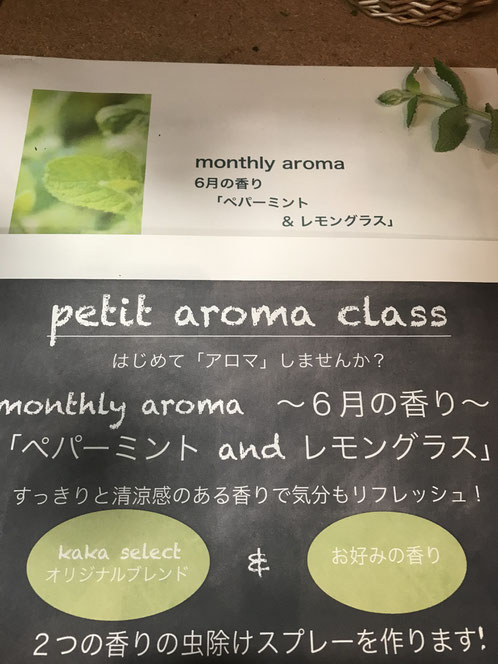 monthly aroma
6月の香り
「ペパーミント
& レモングラス」
petit aroma class
はじめて「アロマ」しませんか？
monthly aroma ～６月の香り～
「ペパーミント and レモングラス」
すっきりと清涼感のある香りで気分もリフレッシュ！
kaka select
オリジナルブレンド
&
お好みの香り
２つの香りの虫除けスプレーを作ります!